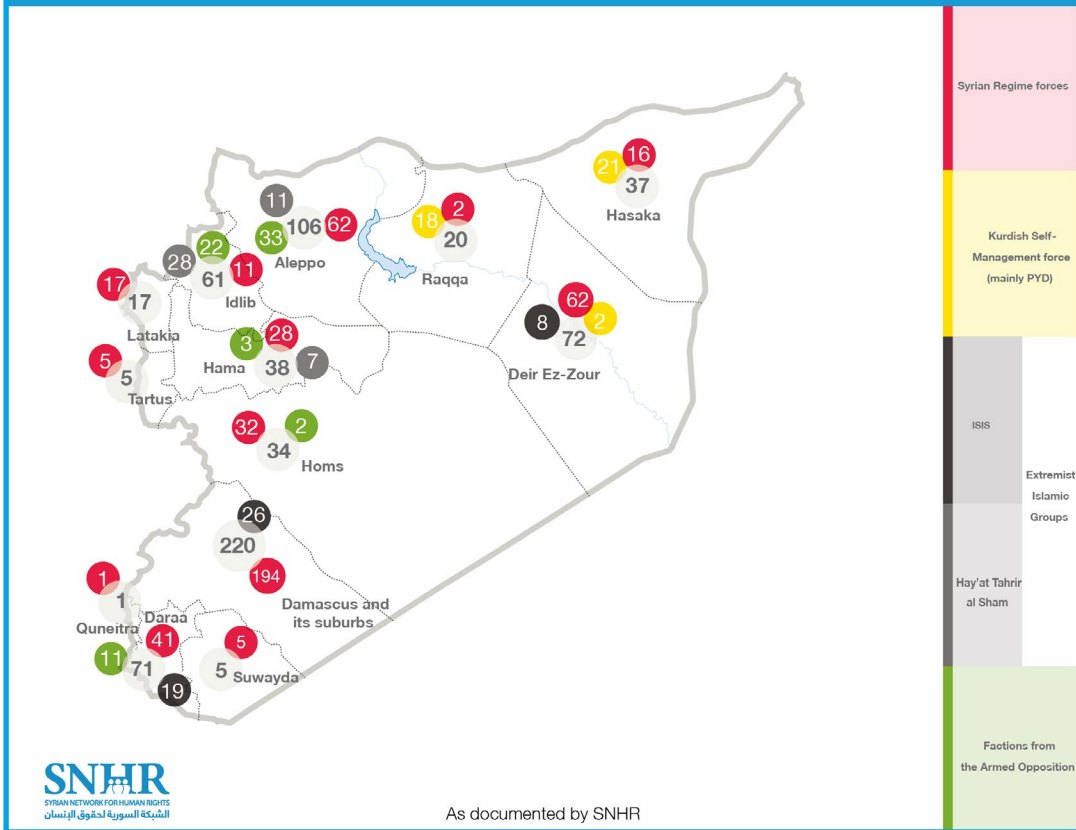 16
21
37
Hasaka
11
106
62
33
Aleppo
2
18
20
Raqqa
22
28
11
61
Idlib
17
17
Latakia
62
8
2
72
Deir Ez-Zour
3
28
38
7
Hama
5
5
Tartus
32
2
34
Homs
26
220
194
Damascus and
its suburbs
1
1
Quneitra
Daraa
41
11
71
19
5
5
Suwayda
Syrian Regime forces
Kurdish Self-
Management force
(mainly PYD)
ISIS
Extremist
Islamic
Groups
Hay'at Tahrir
al Sham
Factions from
the Armed Opposition
SNHR
SYRIAN NETWORK FOR HUMAN RIGHTS
الشبكة السورية لحقوق الإنسان
As documented by SNHR